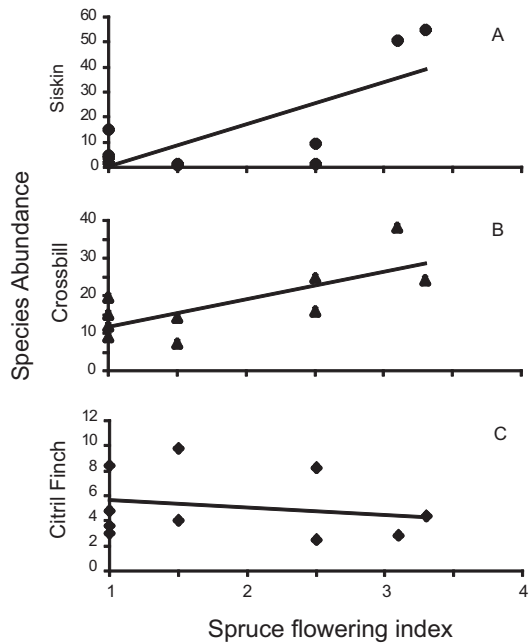 60
50
40
30
20
10
0
Siskin
A
40
30
20
10
0
Crossbill
B
Species Abundance
12
10
8
6
4
2
0
Citril Finch
C
1 2 3 4
Spruce flowering index